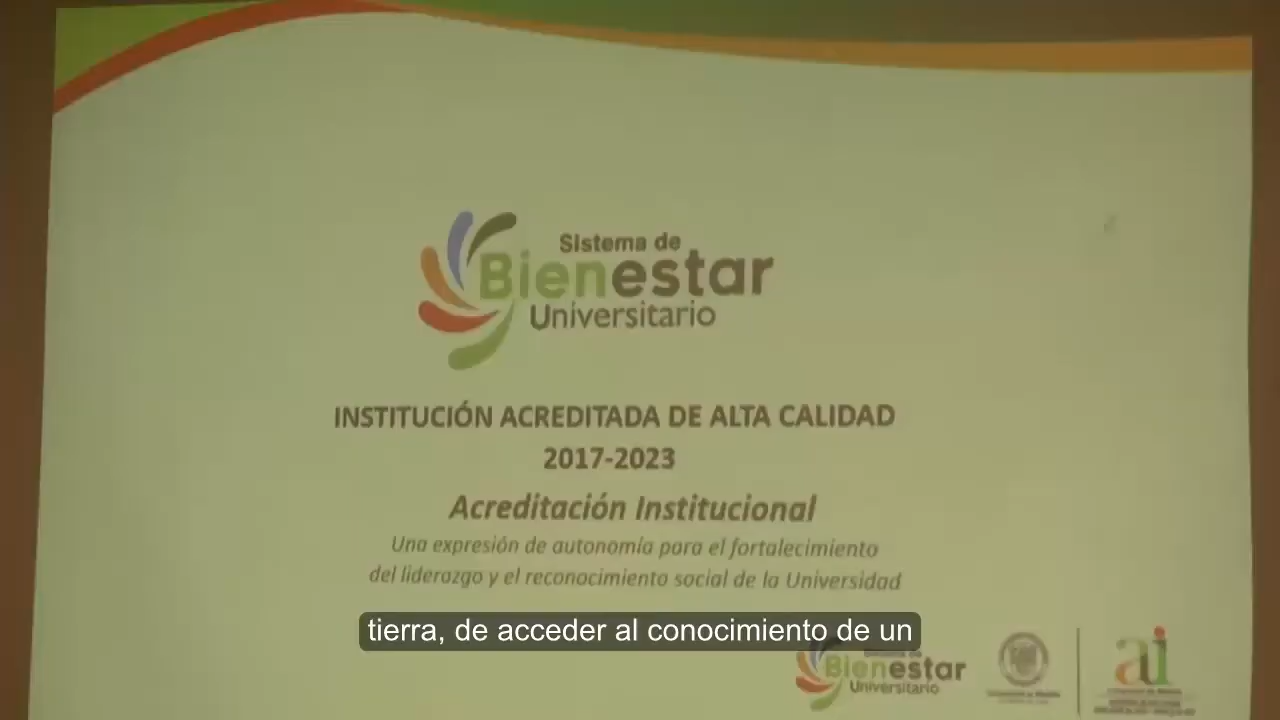 Sistema de
Bienestar
Universitario
INSTITUCIÓN ACREDITADA DE ALTA CALIDAD
2017-2023
Acreditación Institucional
Una expresión de autonomía para el fortalecimiento
del liderazgo y el reconocimiento social de la Universidad
tierra, de acceder al conocimiento de un
Bienestar
Universitario
ai